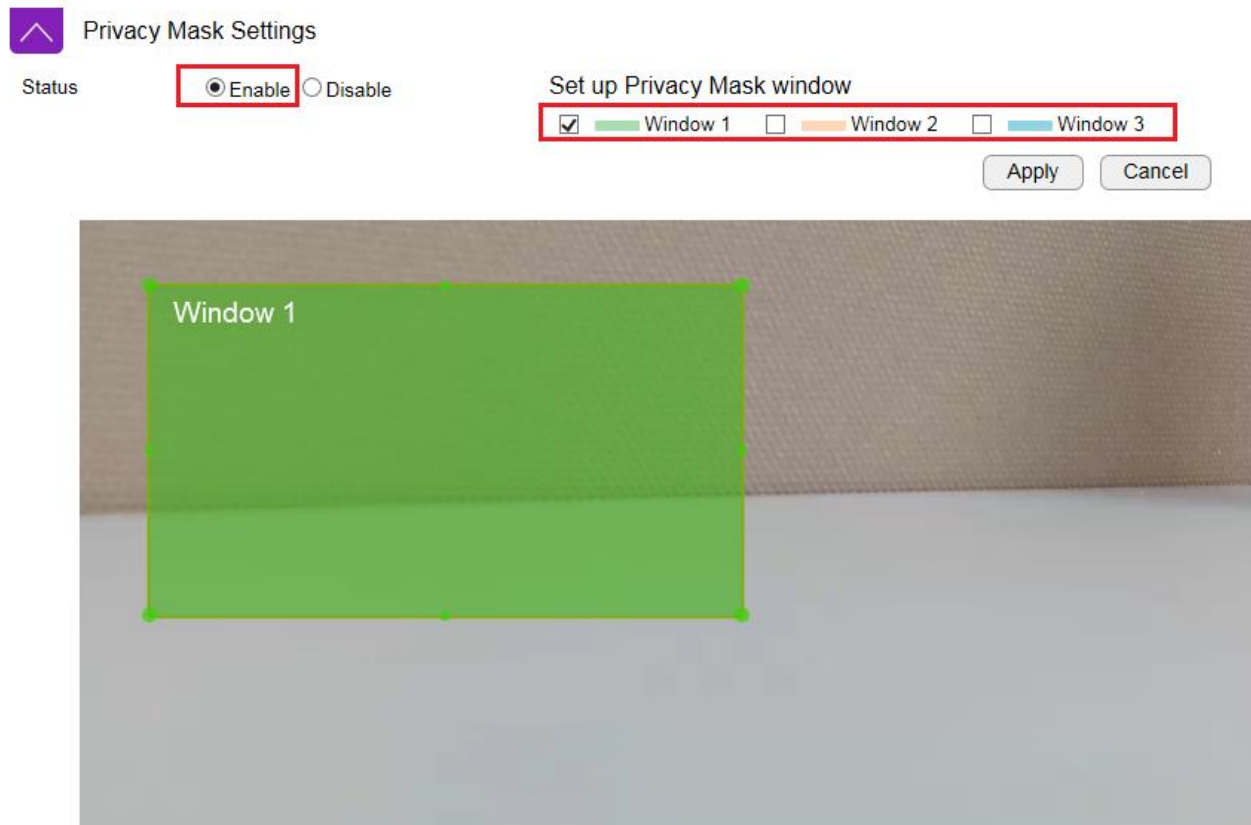 Privacy Mask Settings
Status Enable Disable
Set up Privacy Mask window
Window 1 Window 2 Window 3
Apply Cancel
Window 1